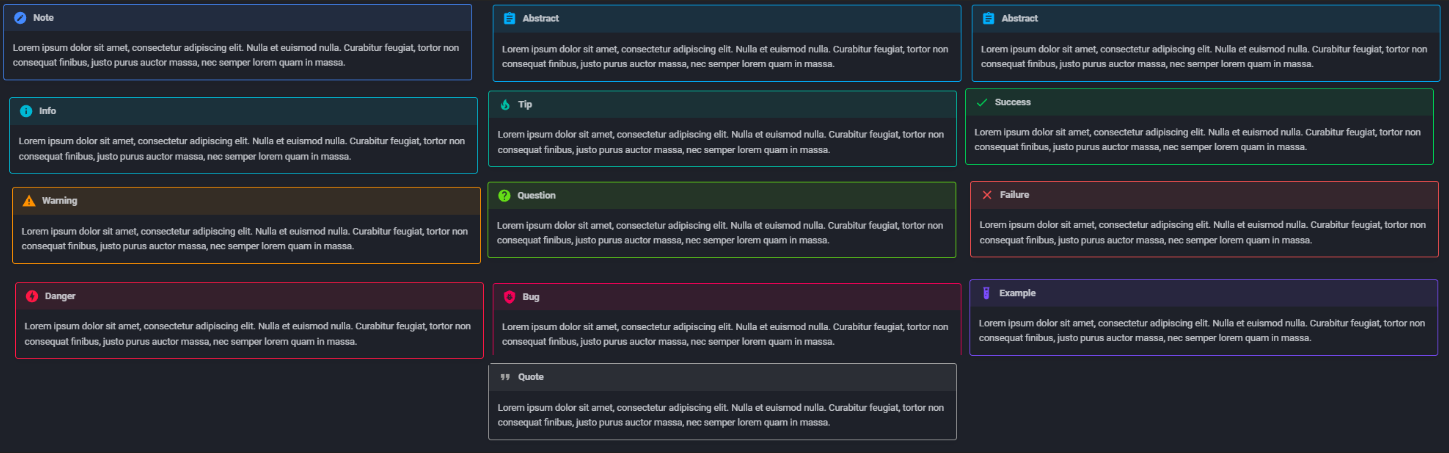 Note
Lorem ipsum dolor sit amet, consectetur adipiscing elit. Nulla et euismod nulla. Curabitur feugiat, tortor non
consequat finibus, justo purus auctor massa, nec semper lorem quam in massa.
Abstract
Lorem ipsum dolor sit amet, consectetur adipiscing elit. Nulla et euismod nulla. Curabitur feugiat, tortor non
consequat finibus, justo purus auctor massa, nec semper lorem quam in massa.
Abstract
Lorem ipsum dolor sit amet, consectetur adipiscing elit. Nulla et euismod nulla. Curabitur feugiat, tortor non
consequat finibus, justo purus auctor massa, nec semper lorem quam in massa.
Info
Lorem ipsum dolor sit amet, consectetur adipiscing elit. Nulla et euismod nulla. Curabitur feugiat, tortor non
consequat finibus, justo purus auctor massa, nec semper lorem quam in massa.
Tip
Lorem ipsum dolor sit amet, consectetur adipiscing elit. Nulla et euismod nulla. Curabitur feugiat, tortor non
consequat finibus, justo purus auctor massa, nec semper lorem quam in massa.
Success
Lorem ipsum dolor sit amet, consectetur adipiscing elit. Nulla et euismod nulla. Curabitur feugiat, tortor non
consequat finibus, justo purus auctor massa, nec semper lorem quam in massa.
Warning
Lorem ipsum dolor sit amet, consectetur adipiscing elit. Nulla et euismod nulla. Curabitur feugiat, tortor non
consequat finibus, justo purus auctor massa, nec semper lorem quam in massa.
Question
Lorem ipsum dolor sit amet, consectetur adipiscing elit. Nulla et euismod nulla. Curabitur feugiat, tortor non
consequat finibus, justo purus auctor massa, nec semper lorem quam in massa.
Failure
Lorem ipsum dolor sit amet, consectetur adipiscing elit. Nulla et euismod nulla. Curabitur feugiat, tortor non
consequat finibus, justo purus auctor massa, nec semper lorem quam in massa.
Danger
Lorem ipsum dolor sit amet, consectetur adipiscing elit. Nulla et euismod nulla. Curabitur feugiat, tortor non
consequat finibus, justo purus auctor massa, nec semper lorem quam in massa.
Bug
Lorem ipsum dolor sit amet, consectetur adipiscing elit. Nulla et euismod nulla. Curabitur feugiat, tortor non
consequat finibus, justo purus auctor massa, nec semper lorem quam in massa.
Example
Lorem ipsum dolor sit amet, consectetur adipiscing elit. Nulla et euismod nulla. Curabitur feugiat, tortor non
consequat finibus, justo purus auctor massa, nec semper lorem quam in massa.
Quote
Lorem ipsum dolor sit amet, consectetur adipiscing elit. Nulla et euismod nulla. Curabitur feugiat, tortor non
consequat finibus, justo purus auctor massa, nec semper lorem quam in massa.